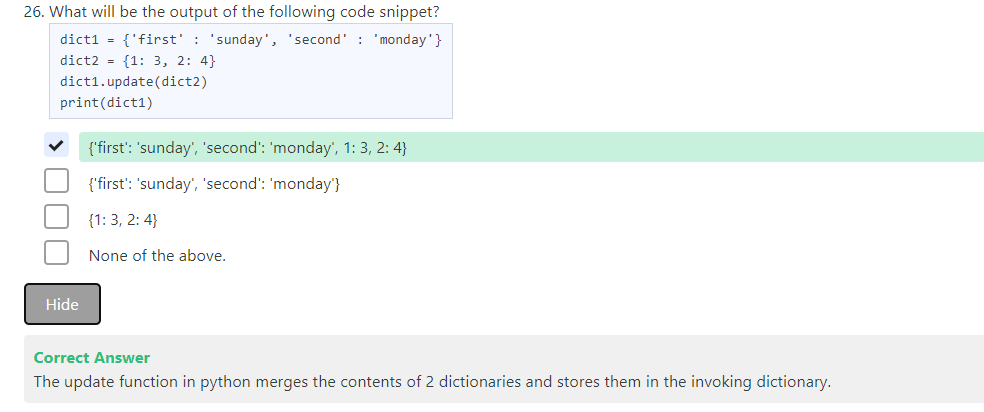 26. What will be the output of the following code snippet?
dict1 = {'first' : 'sunday', 'second' : 'monday'}
dict2 = {1: 3, 2: 4}
dict1.update(dict2)
print(dict1)
{'first': 'sunday', 'second': 'monday', 1: 3, 2: 4}
{'first': 'sunday', 'second': 'monday'}
{1: 3, 2: 4}
None of the above.
Hide
Correct Answer
The update function in python merges the contents of 2 dictionaries and stores them in the invoking dictionary.